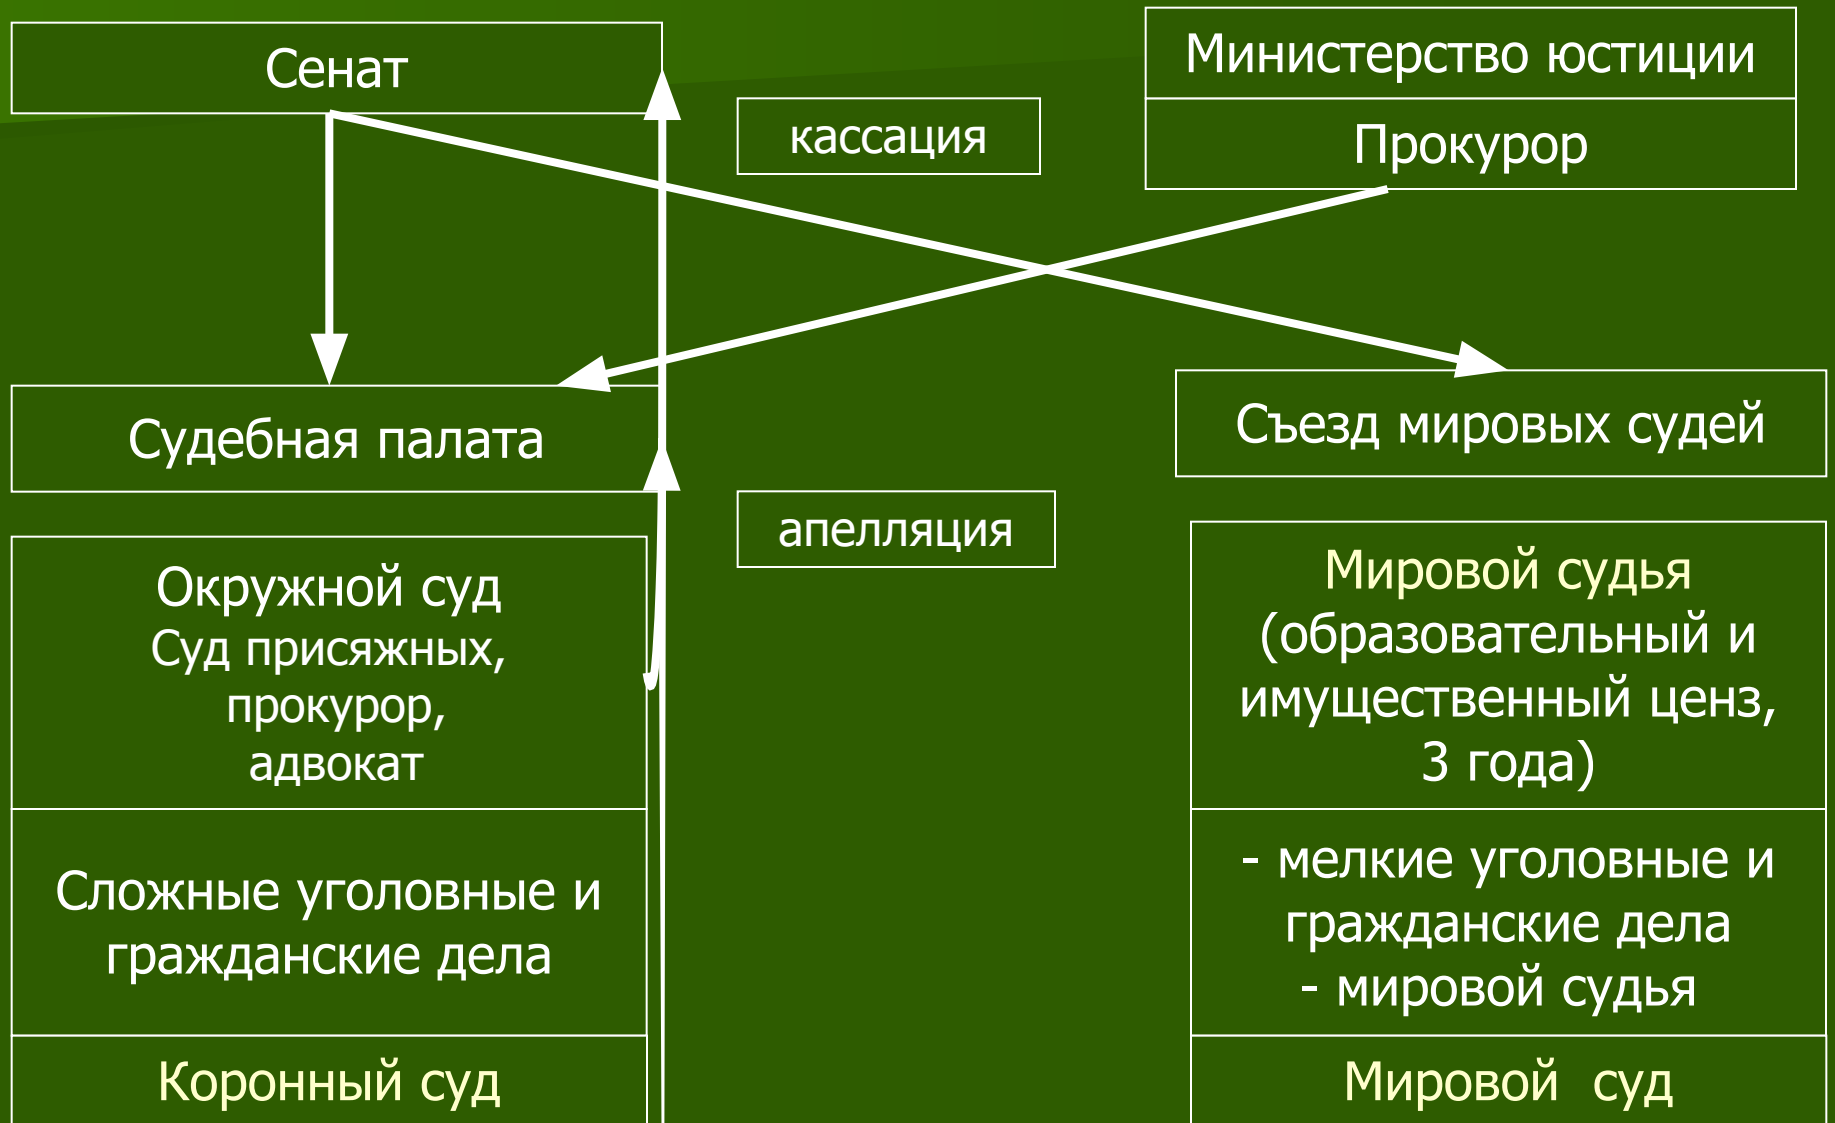 Сенат
Министерство юстиции
кассация
Прокурор
Судебная палата
Съезд мировых судей
апелляция
Окружной суд
Суд присяжных,
прокурор,
адвокат
Мировой судья
(образовательный и
имущественный ценз,
3 года)
Сложные уголовные и
гражданские дела
- мелкие уголовные и
гражданские дела
- мировой судья
Коронный суд
Мировой суд